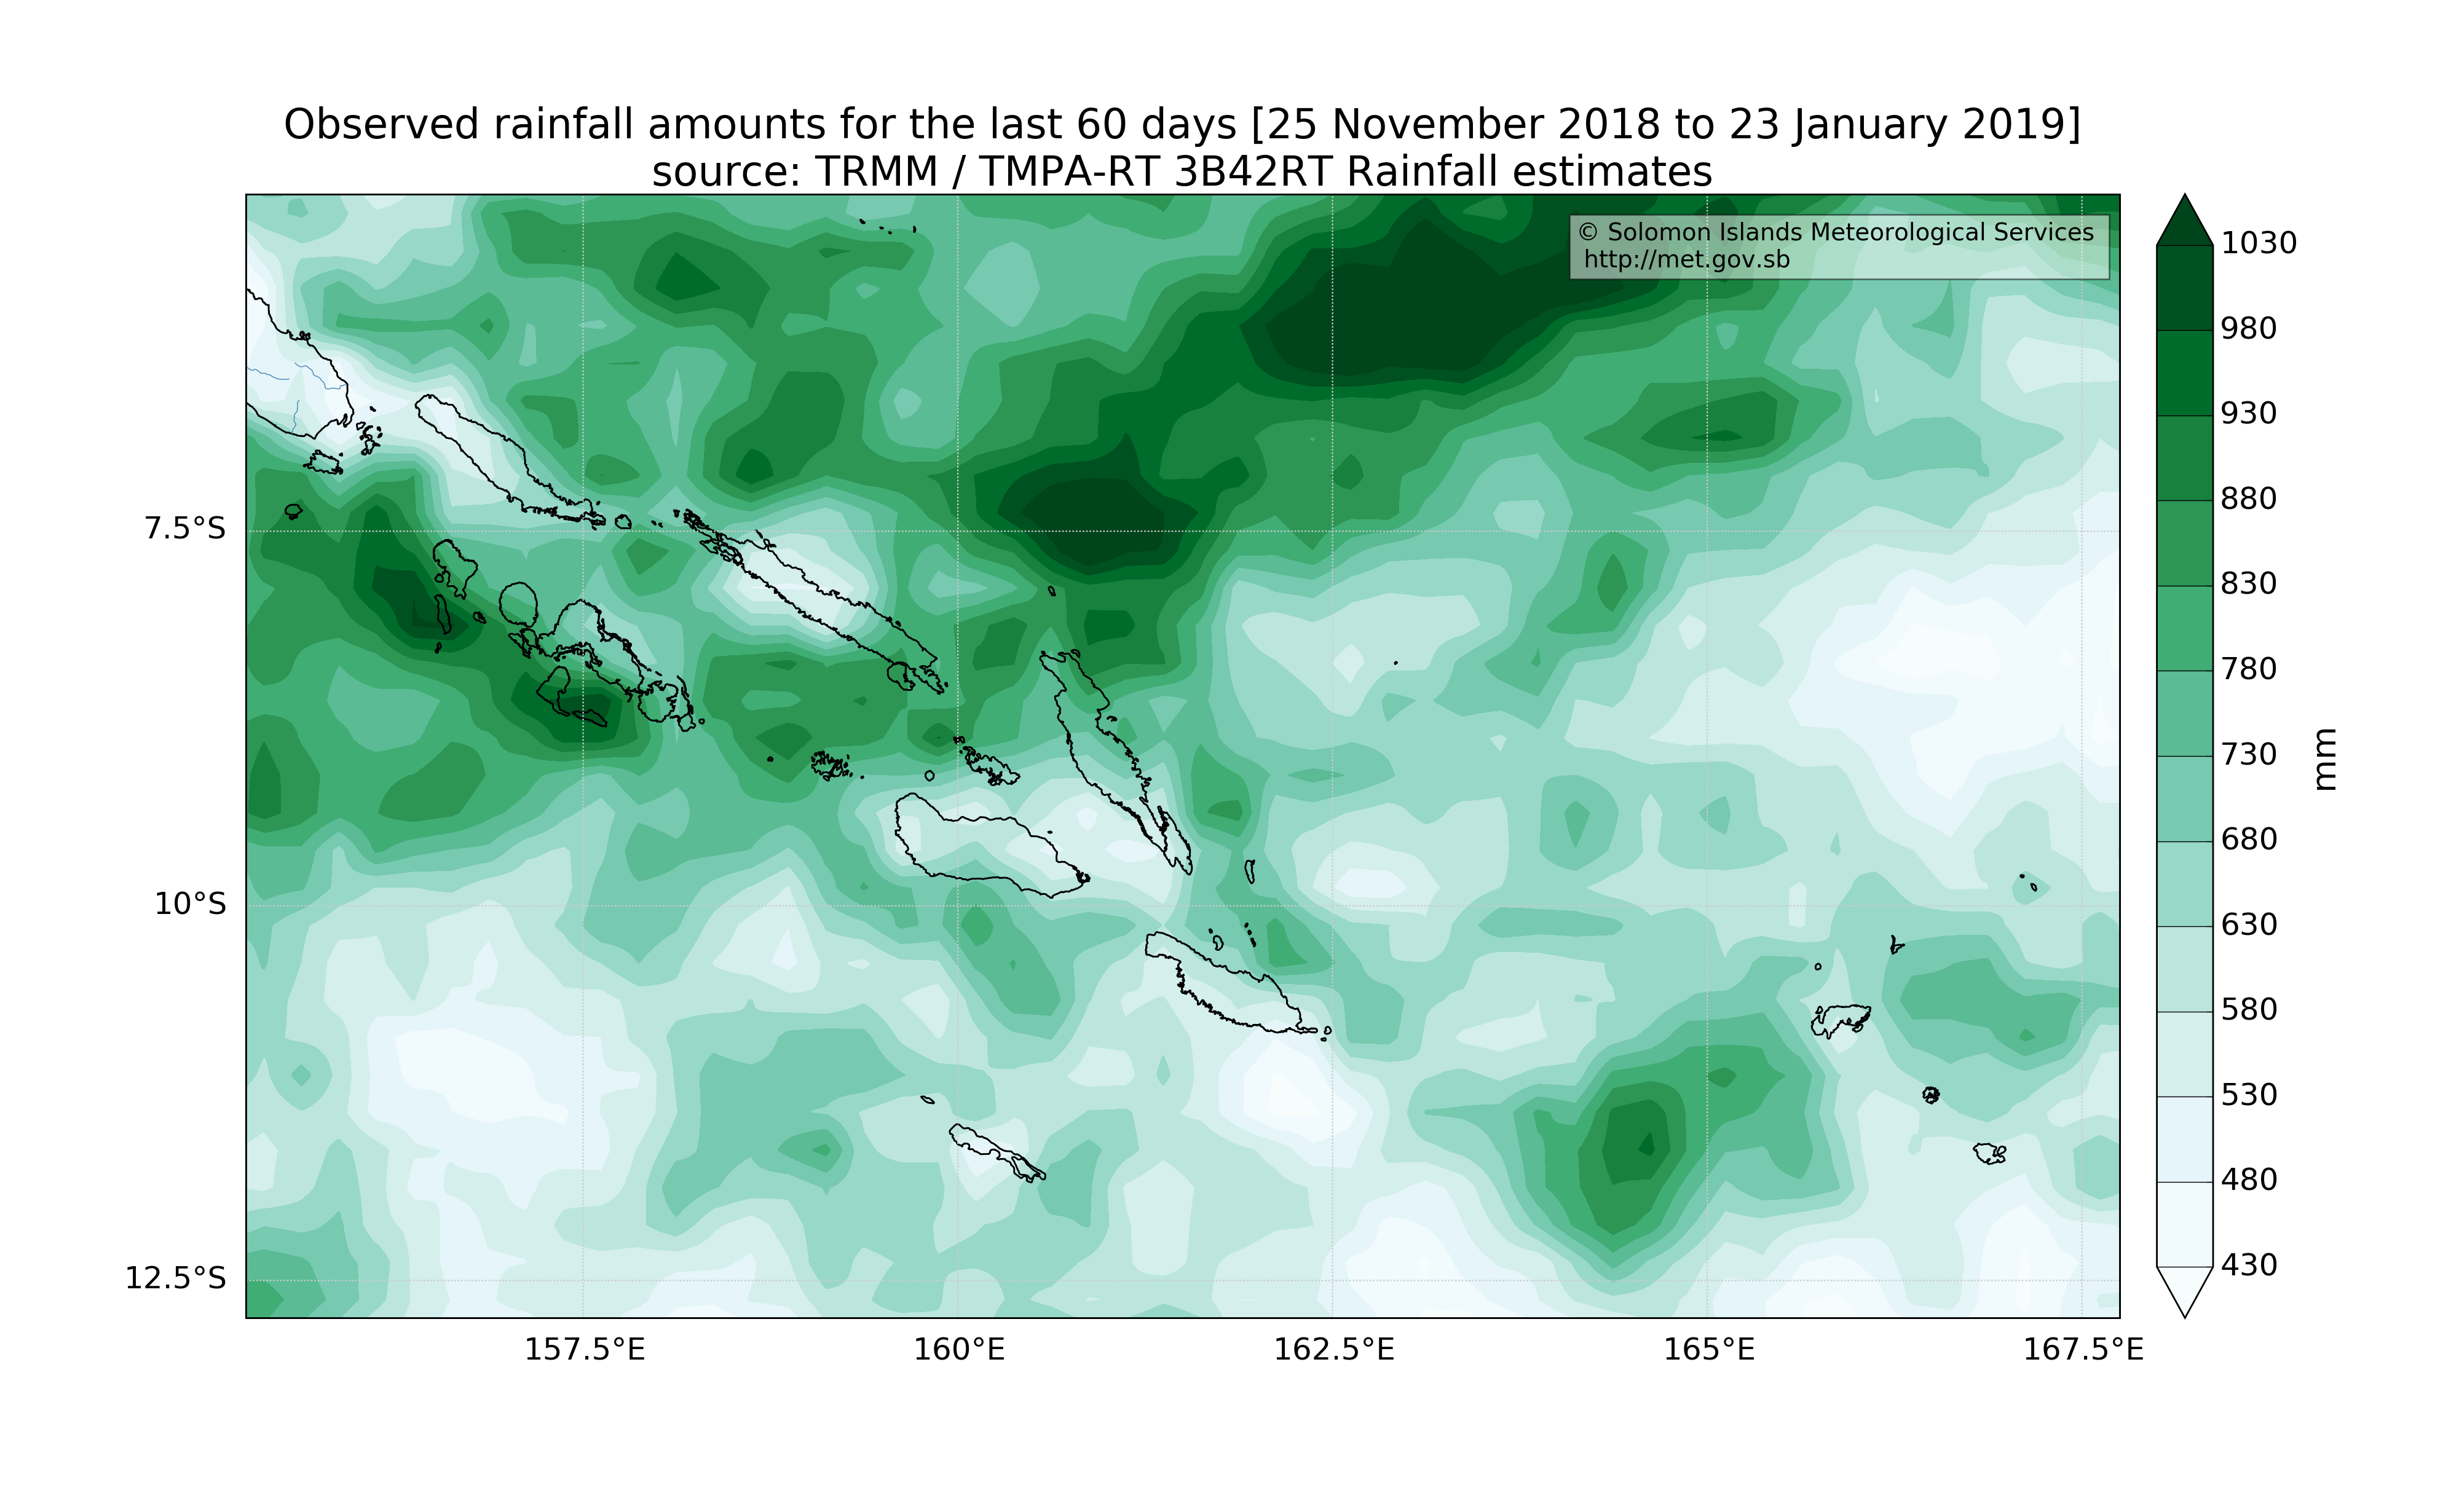 Observed rainfall amounts for the last 60 days [25 November 2018 to 23 January 2019]
source: TRMM / TMPA-RT 3B42RT Rainfall estimates
© Solomon Islands Meteorological Services
http://met.gov.sb
7.5°S
10°S
12.5°S
157.5°E
160°E
162.5°E
165°E
167.5°E
1030
980
930
880
830
780
730
680
630
580
530
480
430
mm